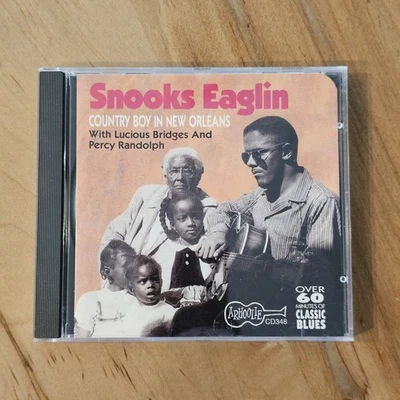 Snooks Eaglin
COUNTRY BOY IN NEW ORLEANS
With Lucious Bridges And
Percy Randolph
OVER
60
MINUTES OF
CLASSIC
BLUES
ARHOOLIE
CD348